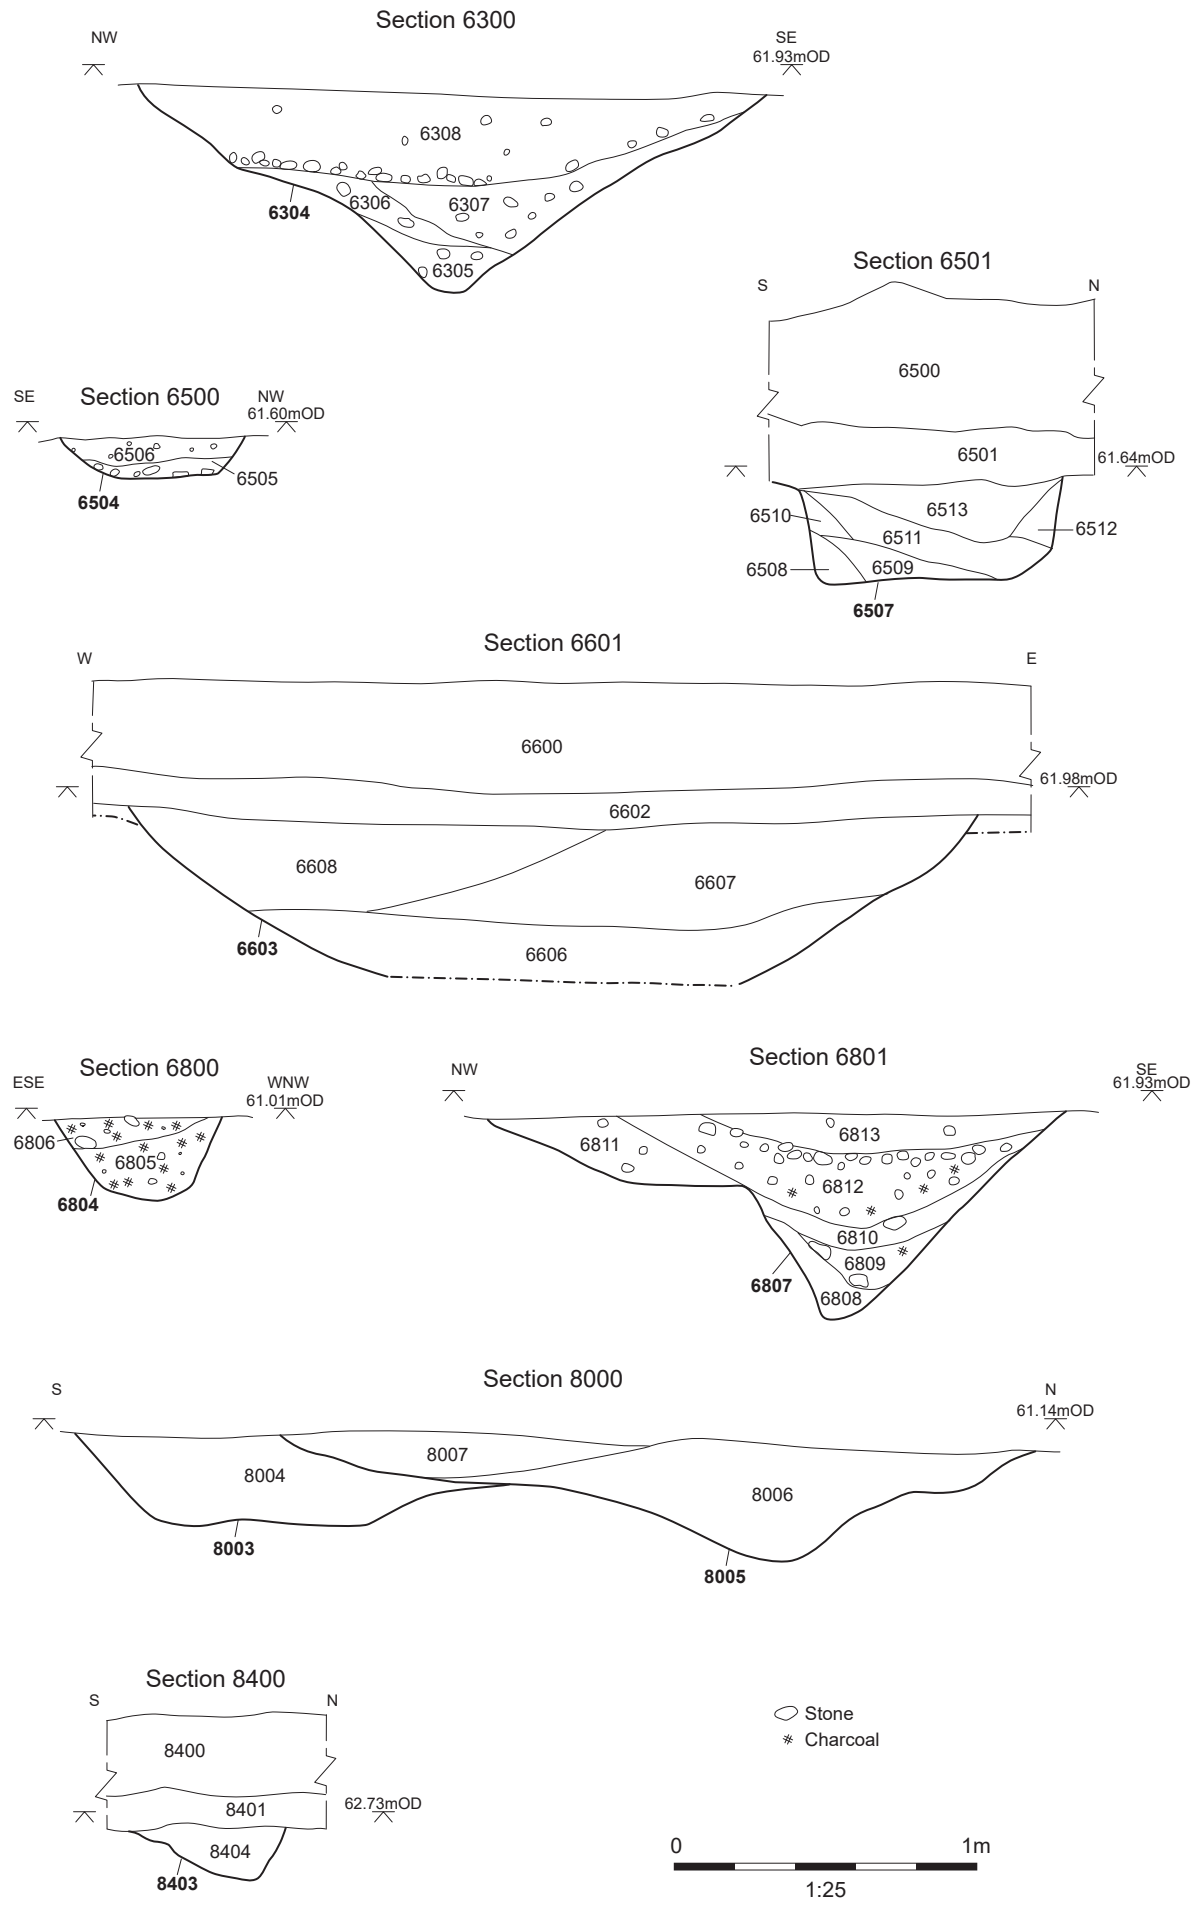 Section 6300
NW
SE
61.93mOD
6308
6306
6307
6304
6305
Section 6501
S
N
6500
6501
61.64mOD
6513
6510
6512
6511
6508
6509
6507
Section 6500
SE
NW
61.60mOD
6506
6505
6504
Section 6601
W
E
6600
61.98mOD
6602
6608
6607
6603
6606
Section 6800
ESE
WNW
61.01mOD
6806
6805
6804
Section 6801
NW
SE
61.93mOD
6811
6813
6812
6810
6809
6807
6808
Section 8000
S
N
61.14mOD
8007
8004
8006
8003
8005
Section 8400
S
N
8400
8401
62.73mOD
8404
8403
Stone
Charcoal
0
1m
1:25